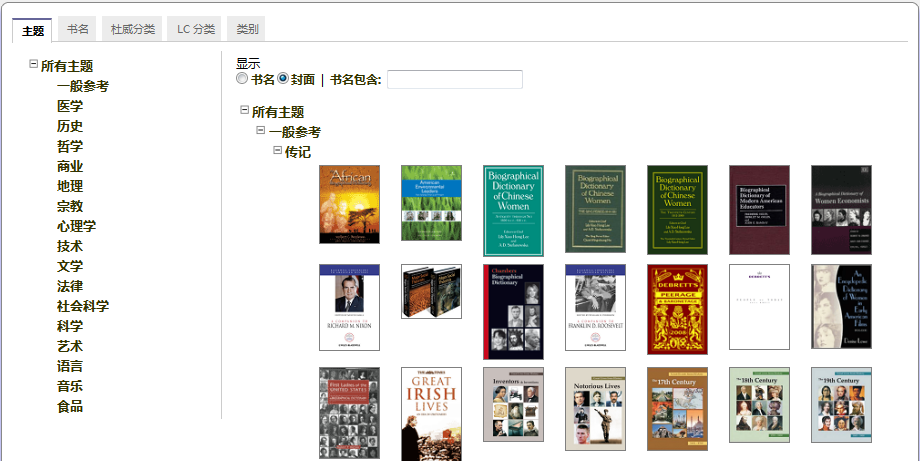 主题 书名 杜威分类 LC 分类 类别
所有主题
一般参考
医学
历史
哲学
商业
地理
宗教
心理学
技术
文学
法律
社会科学
科学
艺术
语言
音乐
食品
显示
书名 封面 | 书名包含:
所有主题
一般参考
传记
African
American
Environmental
Leaders
Biographical
Dictionary
of Chinese
Women
Biographical
Dictionary
of Chinese
Women
Biographical
Dictionary
of Chinese
Women
Biographical
Dictionary of
Modern American
Educators
A Biographical Dictionary of
Women Economists
A COMPANION TO
RICHARD M. NIXON
Chambers
Biographical
Dictionary
A COMPANION TO
FRANKLIN D. ROOSEVELT
DEBRETT'S
PEERAGE
& BARONETAGE
2008
DEBRETT'S
PEOPLE OF TODAY
An
Encyclopedic
Dictionary
of Women
in Early
American
Films
First Ladies of the
UNITED STATES
THE TIMES
GREAT
IRISH
LIVES
Inventors & Inventions
Notorious Lives
The 17th Century
The 18th Century
The 19th Century